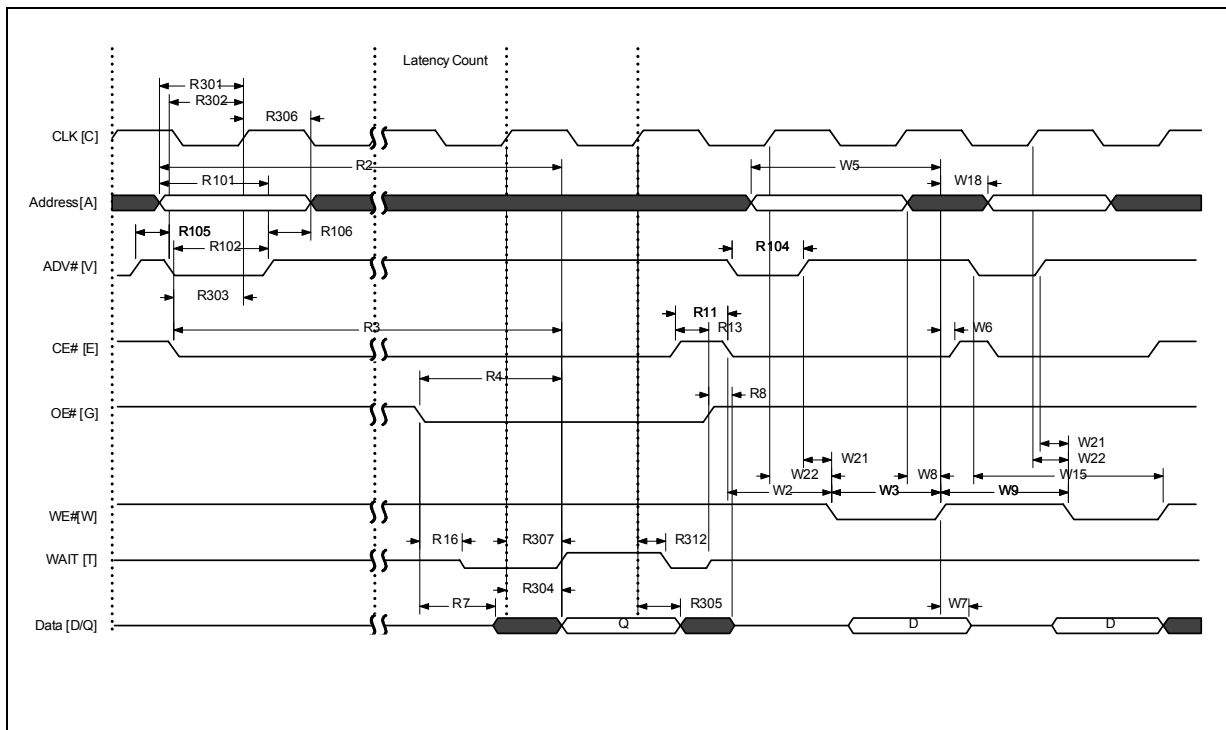 Latency Count
R301
R302
R306
CLK [C]
R2
W5
R101
W18
Address [A]
R105
R106
R102
R104
ADV# [V]
R303
R11
R3
R13
W6
CE# [E]
R4
R8
OE# [G]
W21
W21
W22
W22
W8
W15
W2
W3
W9
WE# [W]
R16
R307
R312
WAIT [T]
R304
R7
R305
W7
Data [D/Q]
Q
D
D